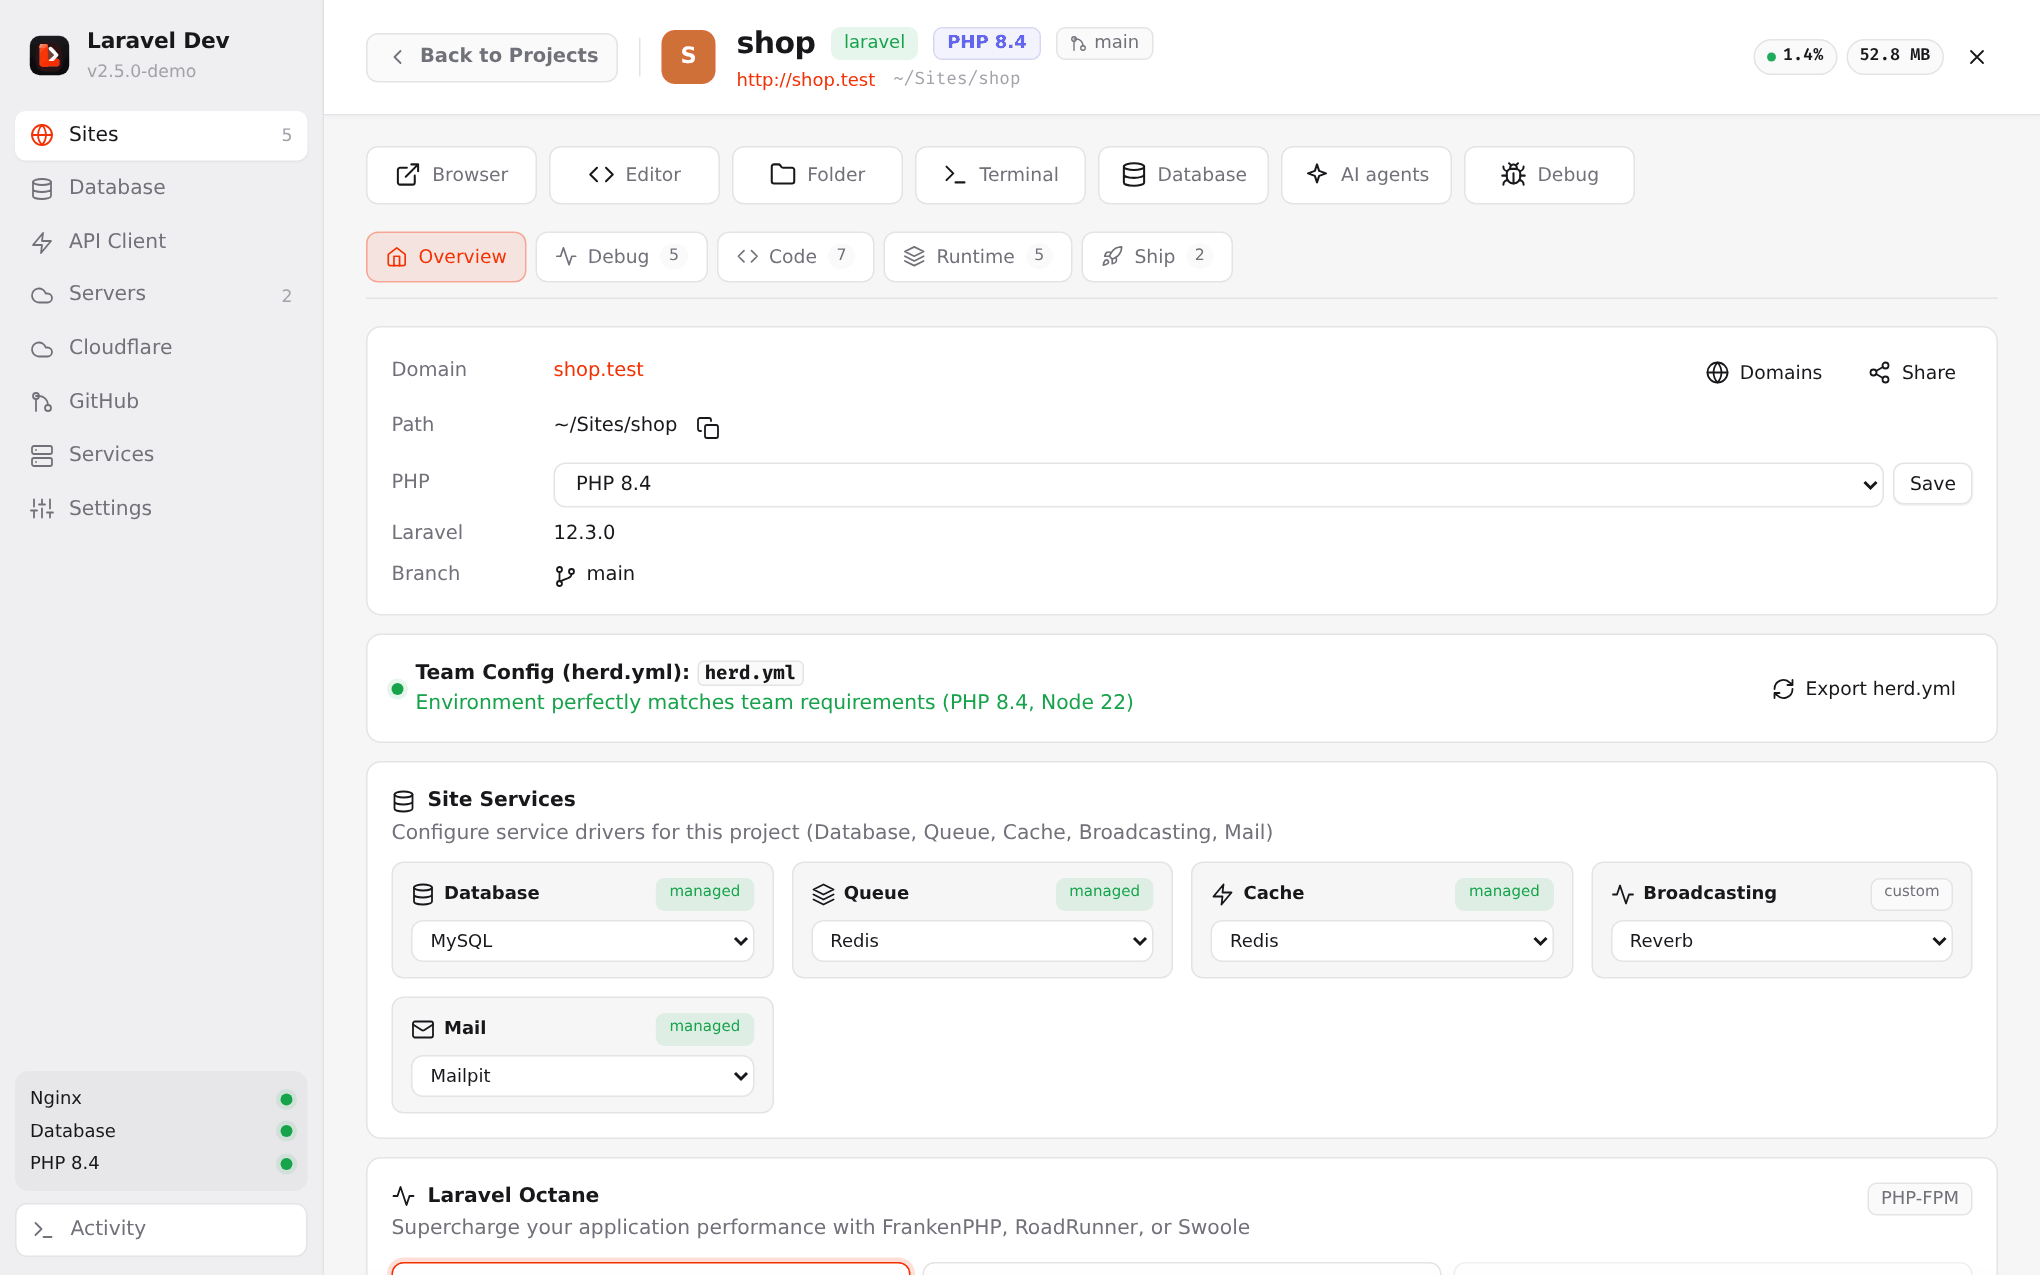 Laravel Dev
v2.5.0-demo
Sites 5
Database
API Client
Servers 2
Cloudflare
GitHub
Services
Settings
Nginx
Database
PHP 8.4
Activity
Back to Projects
S
shop laravel PHP 8.4 main
http://shop.test ~/Sites/shop
1.4% 52.8 MB
Browser Editor Folder Terminal Database AI agents Debug
Overview Debug 5 Code 7 Runtime 5 Ship 2
Domain shop.test Domains Share
Path ~/Sites/shop
PHP PHP 8.4 Save
Laravel 12.3.0
Branch main
Team Config (herd.yml): herd.yml
Environment perfectly matches team requirements (PHP 8.4, Node 22)
Export herd.yml
Site Services
Configure service drivers for this project (Database, Queue, Cache, Broadcasting, Mail)
Database managed
MySQL
Queue managed
Redis
Cache managed
Redis
Broadcasting custom
Reverb
Mail managed
Mailpit
Laravel Octane PHP-FPM
Supercharge your application performance with FrankenPHP, RoadRunner, or Swoole